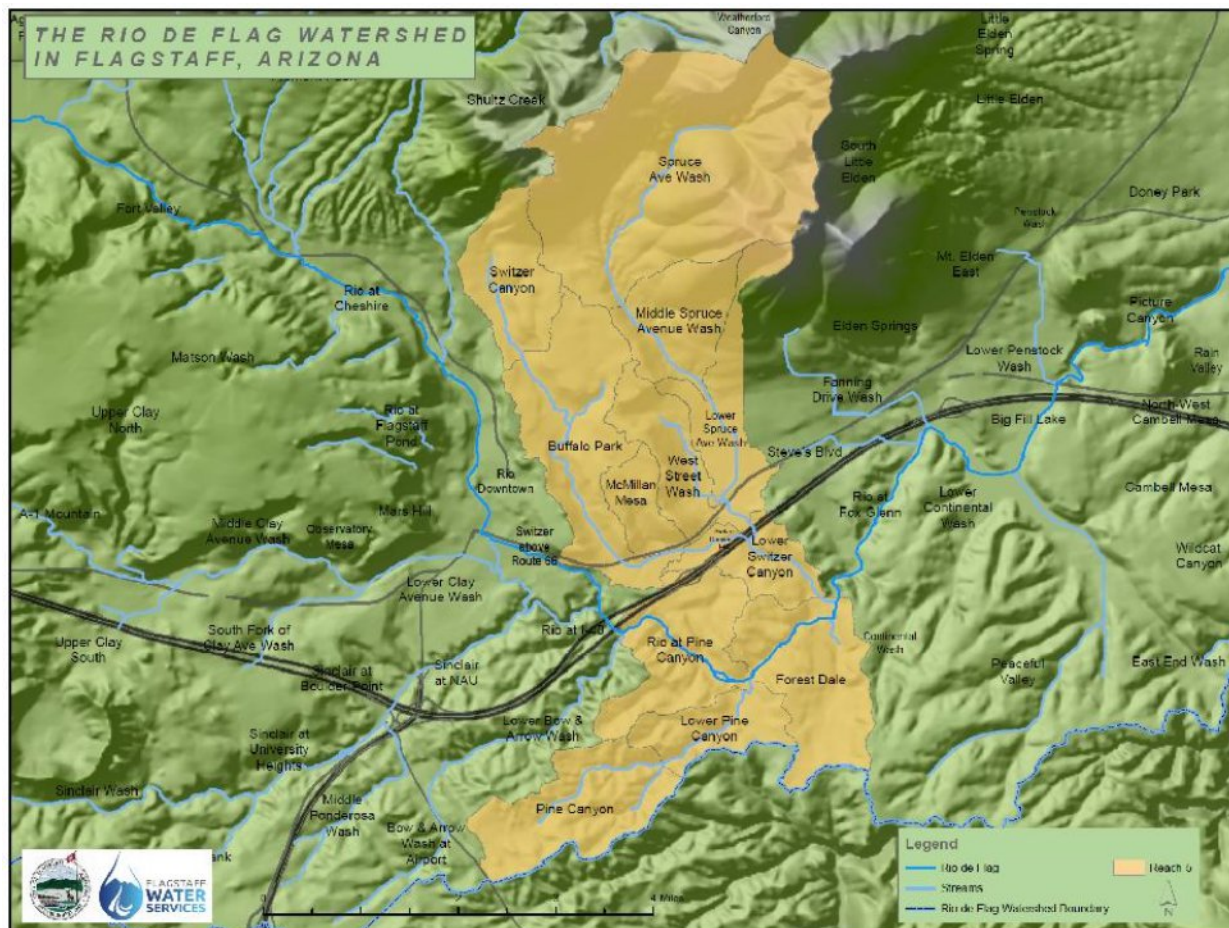 THE RIO DE FLAG WATERSHED
IN FLAGSTAFF, ARIZONA
Weatherford
Canyon
Little
Elden
Spring
Shultz Creek
Little Elden
Spruce
Ave Wash
South
Little
Elden
Doney Park
Fort Valley
Penstock
Wash
Switzer
Canyon
Mt. Elden
East
Rio at
Cheshire
Middle Spruce
Avenue Wash
Elden Springs
Picture
Canyon
Matson Wash
Lower Penstock
Wash
Rain
Valley
Fanning
Drive Wash
Upper Clay
North
Rio at
Flagstaff
Pond
Lower
Spruce
Ave Wash
Big Fill Lake
North-West
Cambell Mesa
Buffalo Park
West
Street
Wash
Steve's Blvd
Rio
Downtown
McMillan
Mesa
Rio at
Fox Glenn
Lower
Continental
Wash
Cambell Mesa
A-1 Mountain
Middle Clay
Avenue Wash
Observatory
Mesa
Mars Hill
Switzer
above
Route 66
Lower
Switzer
Canyon
Wildcat
Canyon
Lower Clay
Avenue Wash
Upper Clay
South
South Fork of
Clay Ave Wash
Rio at I-40
Rio at Pine
Canyon
Continental
Wash
Sinclair at
Boulder Point
Sinclair
at NAU
Forest Dale
Peaceful
Valley
East End Wash
Lower Bow &
Arrow Wash
Lower Pine
Canyon
Sinclair at
University
Heights
Sinclair Wash
Middle
Ponderosa
Wash
Pine Canyon
Bow & Arrow
Wash at
Airport
FLAGSTAFF
WATER
SERVICES
0
4 Miles
Legend
Rio de Flag
Reach 5
Streams
Rio de Flag Watershed Boundary
N